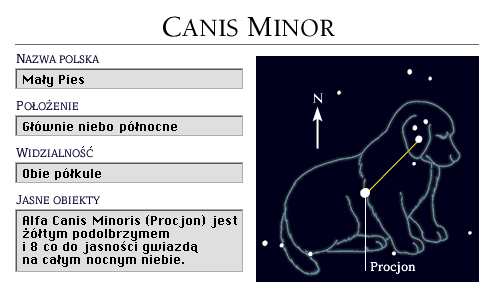 CANIS MINOR
NAZWA POLSKA
Mały Pies
POŁOŻENIE
Głównie niebo północne
WIDZIALNOŚĆ
Obie półkule
JASNE OBIEKTY
Alfa Canis Minoris (Procjon) jest
żółtym podolbrzymem
i 8 co do jasności gwiazdą
na całym nocnym niebie.
N
Procjon